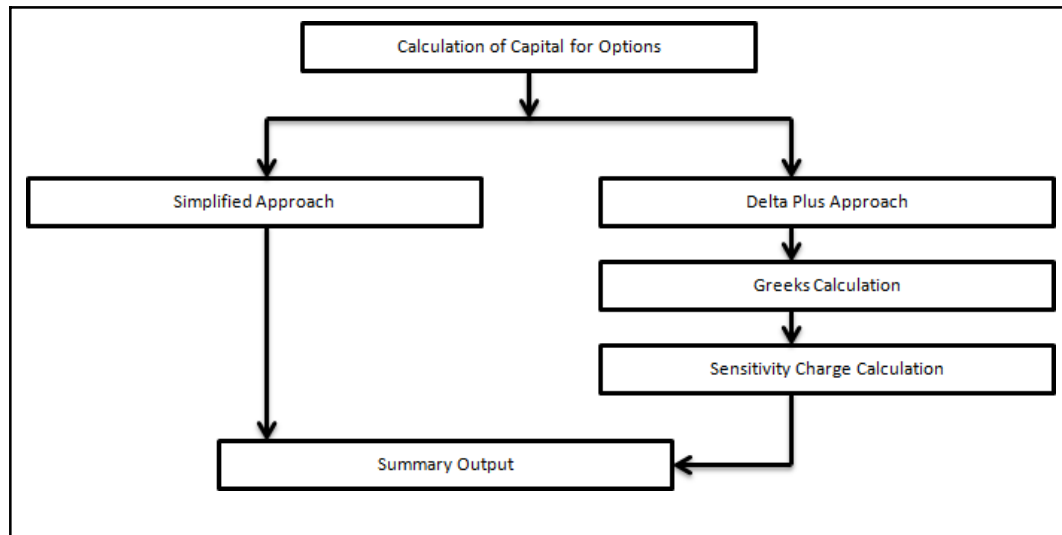 Calculation of Capital for Options
Simplified Approach
Delta Plus Approach
Greeks Calculation
Sensitivity Charge Calculation
Summary Output